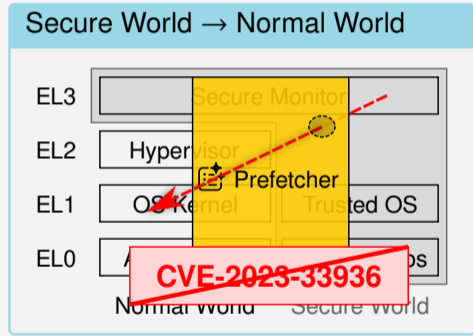 Secure World → Normal World
EL3 Secure Monitor
EL2 Hypervisor
Prefetcher
EL1 OS Kernel Trusted OS
EL0
CVE-2023-33936
Normal World Secure World